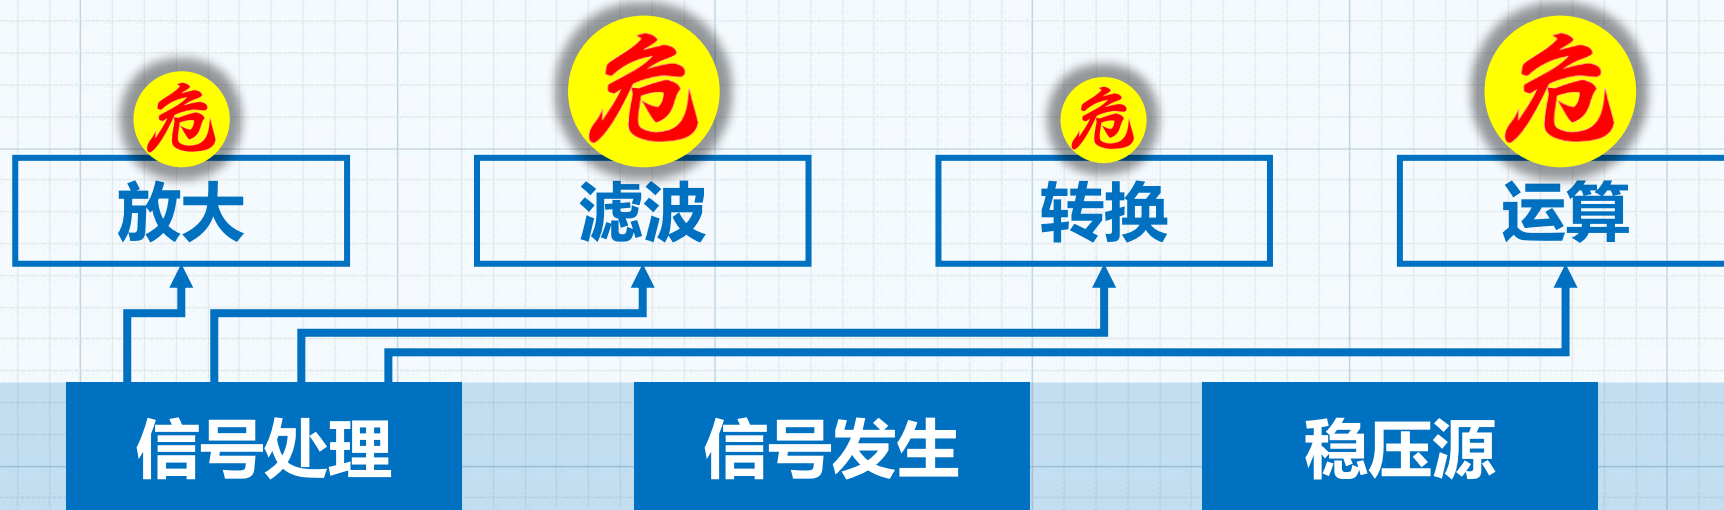 危 危 危 危
放大 滤波 转换 运算
信号处理 信号发生 稳压源